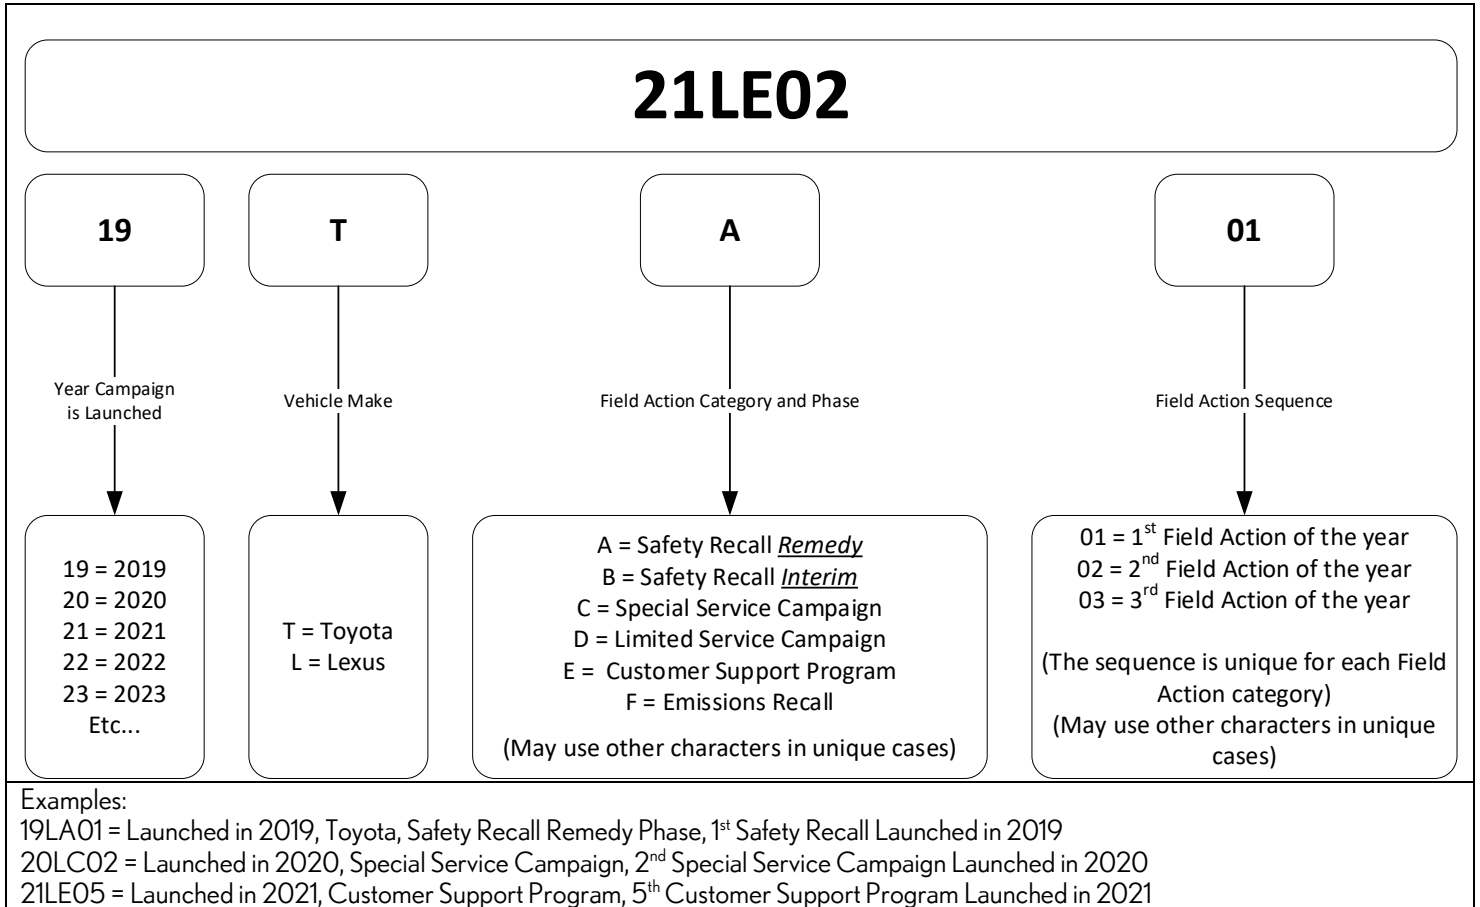 21LE02
19
T
A
01
Year Campaign
is Launched
Vehicle Make
Field Action Category and Phase
Field Action Sequence
19 = 2019
20 = 2020
21 = 2021
22 = 2022
23 = 2023
Etc...
T = Toyota
L = Lexus
A = Safety Recall Remedy
B = Safety Recall Interim
C = Special Service Campaign
D = Limited Service Campaign
E = Customer Support Program
F = Emissions Recall
(May use other characters in unique cases)
01 = 1st Field Action of the year
02 = 2nd Field Action of the year
03 = 3rd Field Action of the year
(The sequence is unique for each Field
Action category)
(May use other characters in unique
cases)
Examples:
19LA01 = Launched in 2019, Toyota, Safety Recall Remedy Phase, 1st Safety Recall Launched in 2019
20LC02 = Launched in 2020, Special Service Campaign, 2nd Special Service Campaign Launched in 2020
21LE05 = Launched in 2021, Customer Support Program, 5th Customer Support Program Launched in 2021